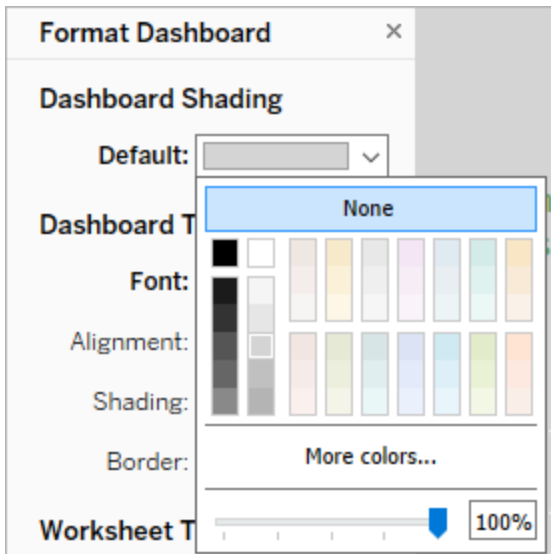 Format Dashboard ×
Dashboard Shading
Default:
None
Dashboard T
Font:
Alignment:
Shading:
Border:
More colors...
100%
Worksheet T